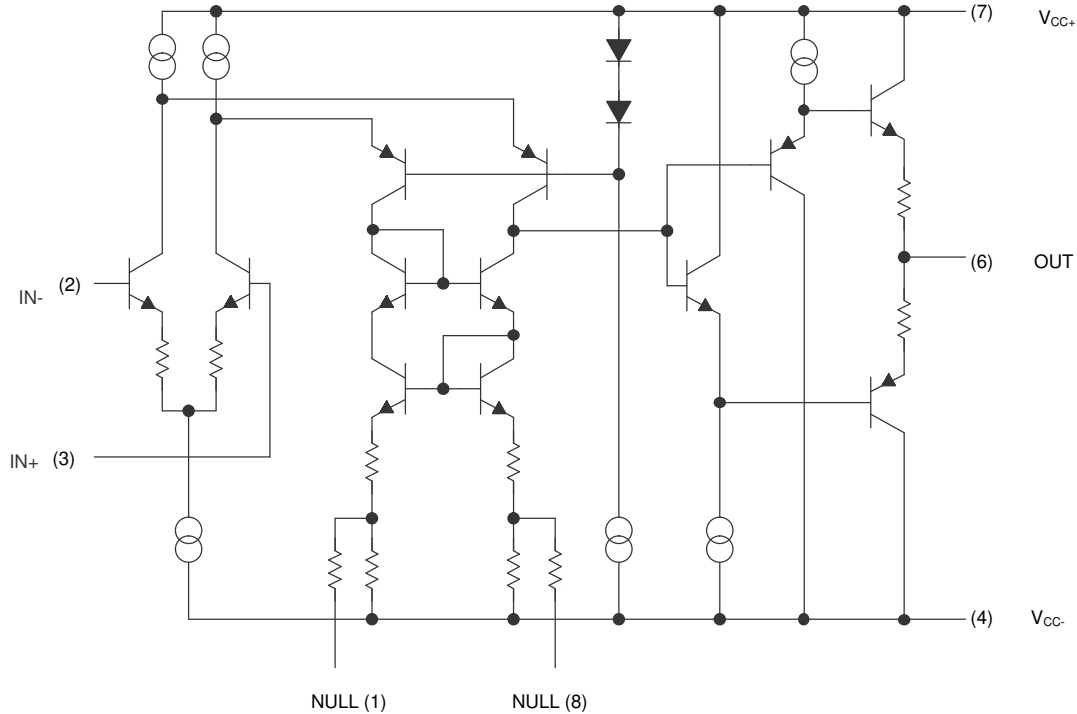 (7) VCC+
(2)
IN-
(6) OUT
IN+ (3)
(4) VCC-
NULL (1) NULL (8)